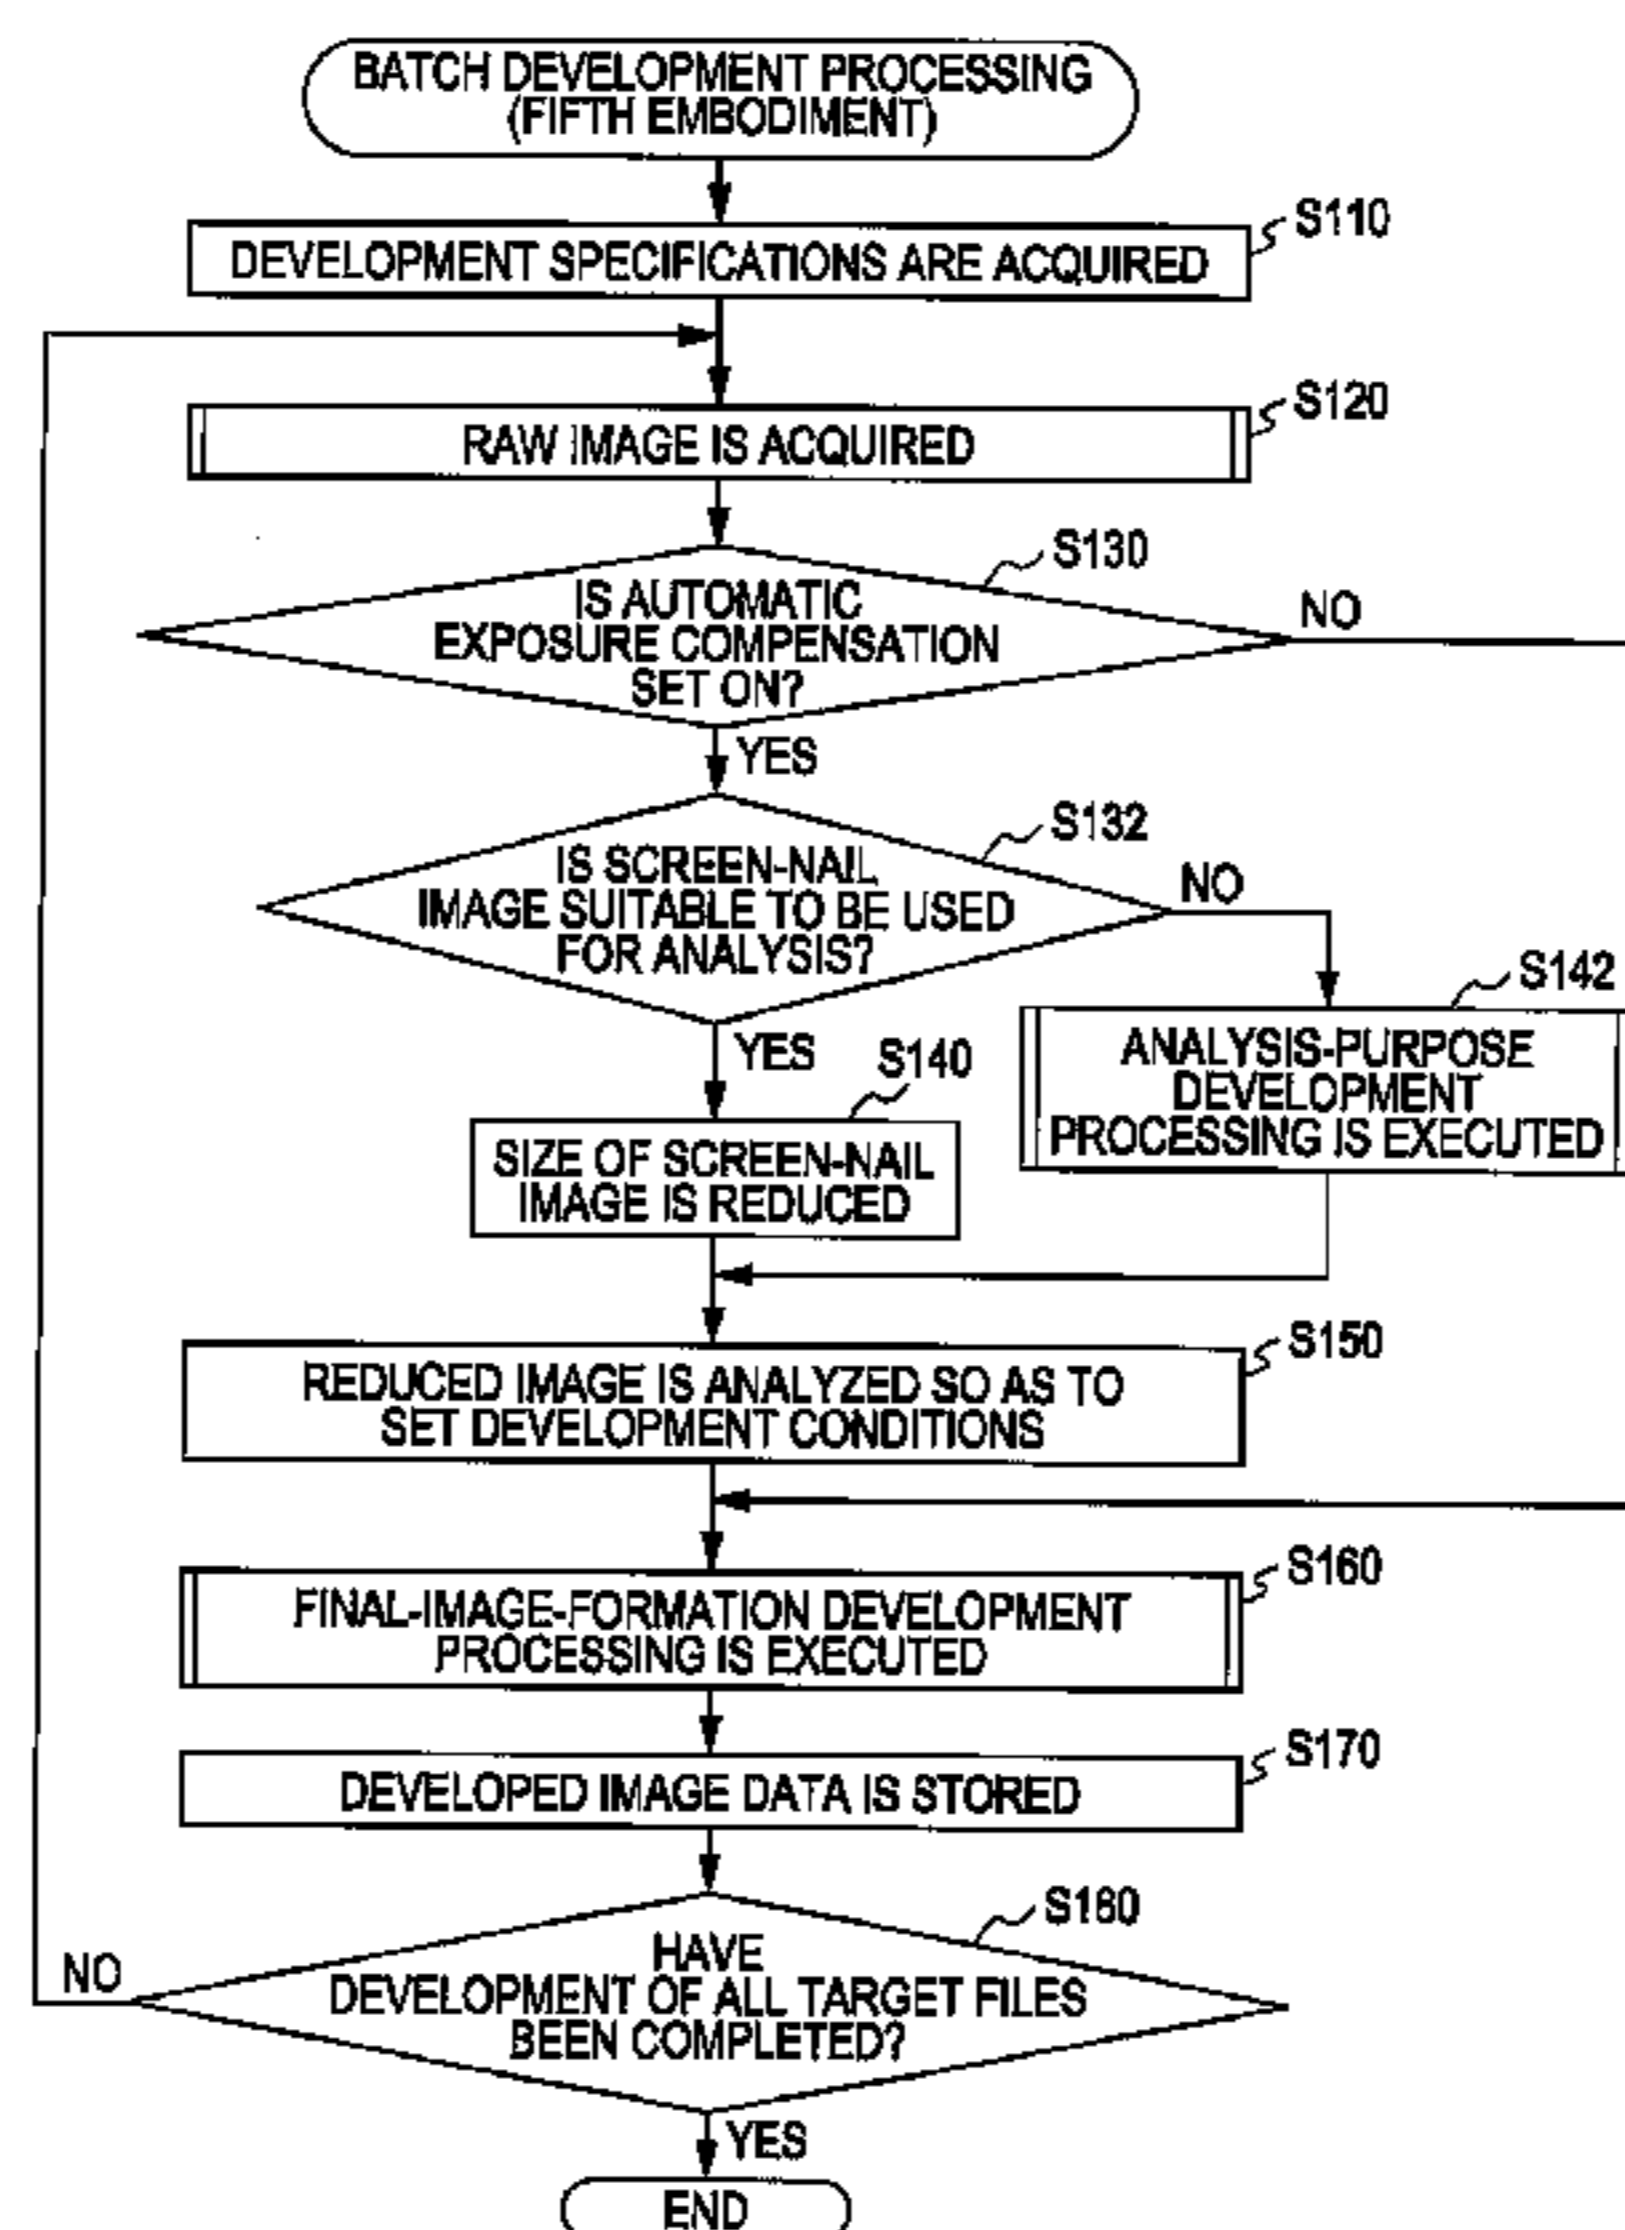 BATCH DEVELOPMENT PROCESSING
(FIFTH EMBODIMENT)
S110
DEVELOPMENT SPECIFICATIONS ARE ACQUIRED
S120
RAW IMAGE IS ACQUIRED
S130
IS AUTOMATIC
EXPOSURE COMPENSATION
SET ON?
NO
YES
S132
IS SCREEN-NAIL
IMAGE SUITABLE TO BE USED
FOR ANALYSIS?
NO
YES
S142
ANALYSIS-PURPOSE
DEVELOPMENT
PROCESSING IS EXECUTED
S140
SIZE OF SCREEN-NAIL
IMAGE IS REDUCED
S150
REDUCED IMAGE IS ANALYZED SO AS TO
SET DEVELOPMENT CONDITIONS
S160
FINAL-IMAGE-FORMATION DEVELOPMENT
PROCESSING IS EXECUTED
S170
DEVELOPED IMAGE DATA IS STORED
S180
HAVE
DEVELOPMENT OF ALL TARGET FILES
BEEN COMPLETED?
NO
YES
END